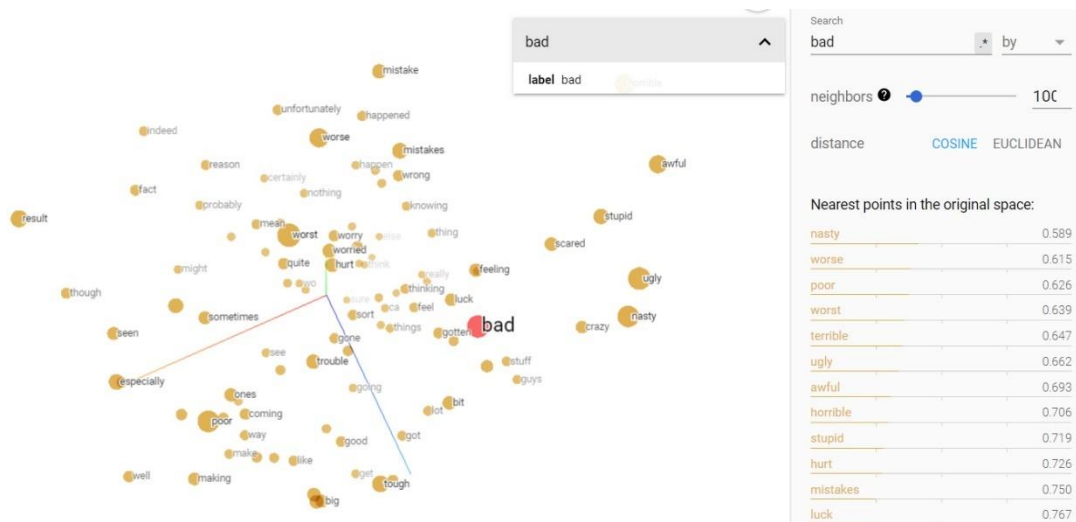 bad
label bad
horrible
mistake
unfortunately
happened
indeed
worse
mistakes
reason
happen
wrong
awful
certainly
fact
nothing
probably
knowing
result
stupid
mean
worst
worry
else
thing
scared
worried
quite
hurt
think
might
really
feeling
ugly
two
thinking
though
sure
luck
ca
feel
sometimes
sort
nasty
bad
seen
things
gotten
crazy
gone
see
trouble
stuff
especially
guys
going
ones
bit
poor
coming
lot
way
good
got
make
like
well
making
get
tough
big
Search
bad
.*
by
neighbors
?
100
distance
COSINE EUCLIDEAN
Nearest points in the original space:
nasty 0.589
worse 0.615
poor 0.626
worst 0.639
terrible 0.647
ugly 0.662
awful 0.693
horrible 0.706
stupid 0.719
hurt 0.726
mistakes 0.750
luck 0.767